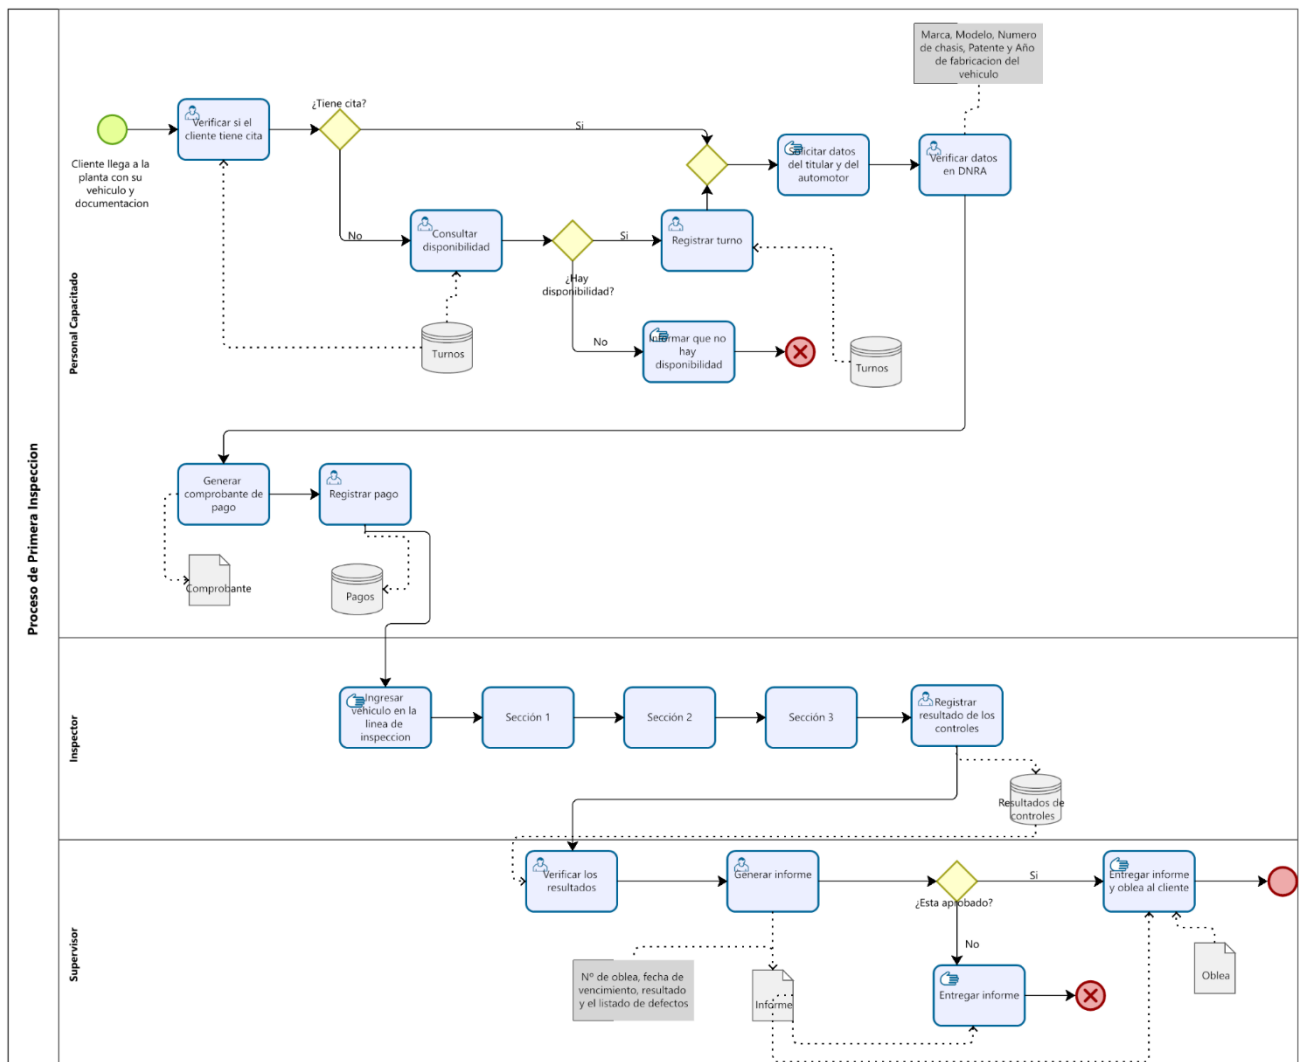 Proceso de Primera Inspeccion
Personal Capacitado
Marca, Modelo, Numero
de chasis, Patente y Año
de fabricacion del
vehiculo
¿Tiene cita?
Verificar si el
cliente tiene cita
Si
Cliente llega a la
planta con su
vehiculo y
documentacion
Solicitar datos
del titular y del
automotor
Verificar datos
en DNRA
No
Consultar
disponibilidad
Si
Registrar turno
¿Hay
disponibilidad?
Turnos
No
Informar que no
hay
disponibilidad
Turnos
Generar
comprobante de
pago
Registrar pago
Comprobante
Pagos
Inspector
Ingresar
vehiculo en la
linea de
inspeccion
Sección 1
Sección 2
Sección 3
Registrar
resultado de los
controles
Resultados de
controles
Supervisor
Verificar los
resultados
Generar informe
¿Esta aprobado?
Si
Entregar informe
y oblea al cliente
No
Nº de oblea, fecha de
vencimiento, resultado
y el listado de defectos
Informe
Entregar informe
Oblea